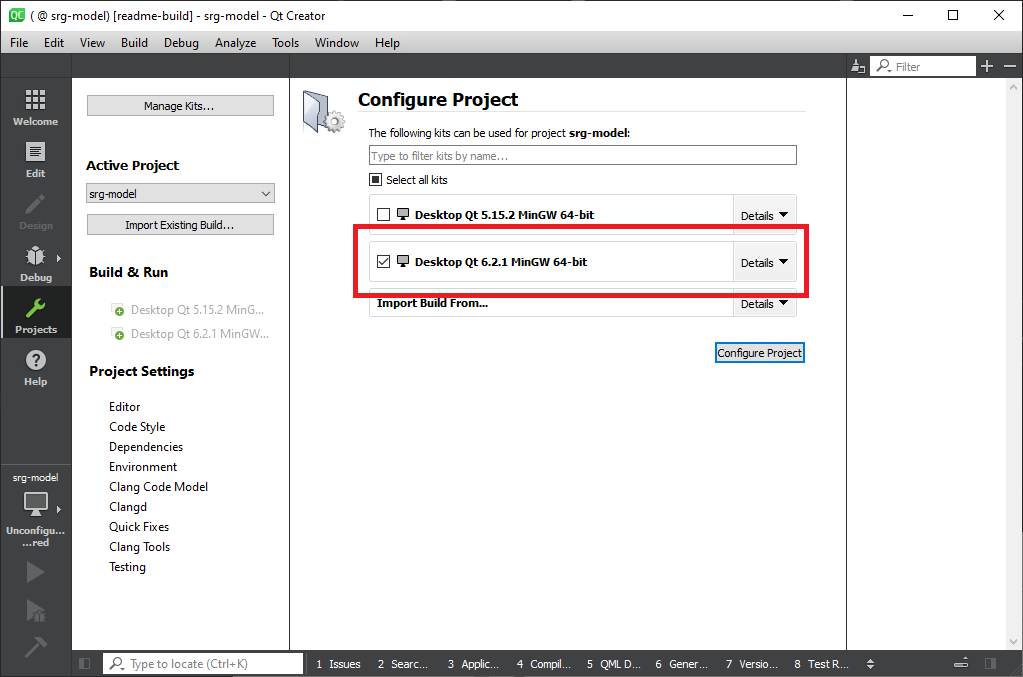 QC ( @ srg-model) [readme-build] - srg-model - Qt Creator
File Edit View Build Debug Analyze Tools Window Help
Filter
Welcome
Edit
Design
Debug
Projects
Help
srg-model
Unconfigu...
...red
Manage Kits...
Active Project
srg-model
Import Existing Build...
Build & Run
Desktop Qt 5.15.2 MinG...
Desktop Qt 6.2.1 MinGW...
Project Settings
Editor
Code Style
Dependencies
Environment
Clang Code Model
Clangd
Quick Fixes
Clang Tools
Testing
Configure Project
The following kits can be used for project srg-model:
Type to filter kits by name...
Select all kits
Desktop Qt 5.15.2 MinGW 64-bit Details
Desktop Qt 6.2.1 MinGW 64-bit Details
Import Build From... Details
Configure Project
Type to locate (Ctrl+K) 1 Issues 2 Searc... 3 Applic... 4 Compil... 5 QML D... 6 Gener... 7 Versio... 8 Test R...